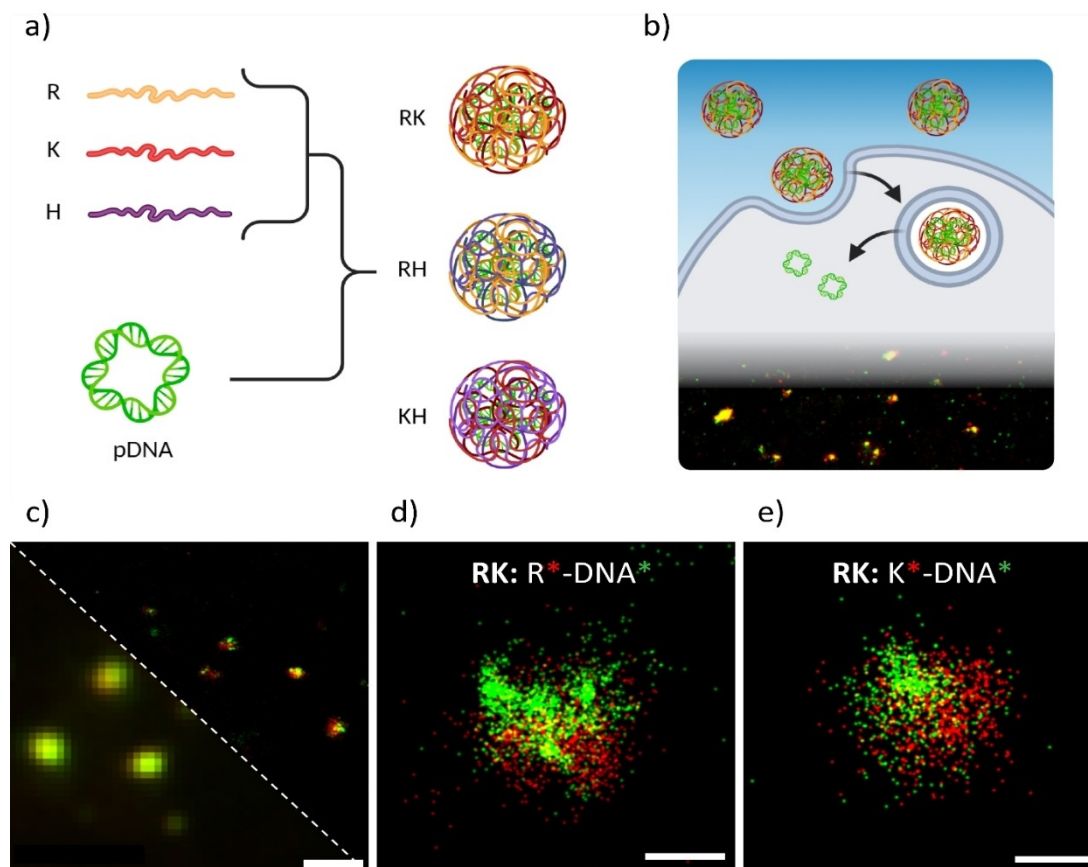 a)
R
K
H
pDNA
RK
RH
KH
b)
c)
d)
RK: R*-DNA*
e)
RK: K*-DNA*